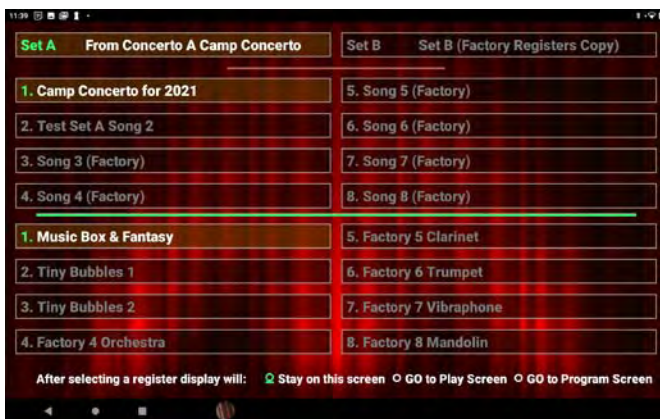 11:39
Set A From Concerto A Camp Concerto
Set B Set B (Factory Registers Copy)
1. Camp Concerto for 2021
5. Song 5 (Factory)
2. Test Set A Song 2
6. Song 6 (Factory)
3. Song 3 (Factory)
7. Song 7 (Factory)
4. Song 4 (Factory)
8. Song 8 (Factory)
1. Music Box & Fantasy
5. Factory 5 Clarinet
2. Tiny Bubbles 1
6. Factory 6 Trumpet
3. Tiny Bubbles 2
7. Factory 7 Vibraphone
4. Factory 4 Orchestra
8. Factory 8 Mandolin
After selecting a register display will: Stay on this screen GO to Play Screen GO to Program Screen